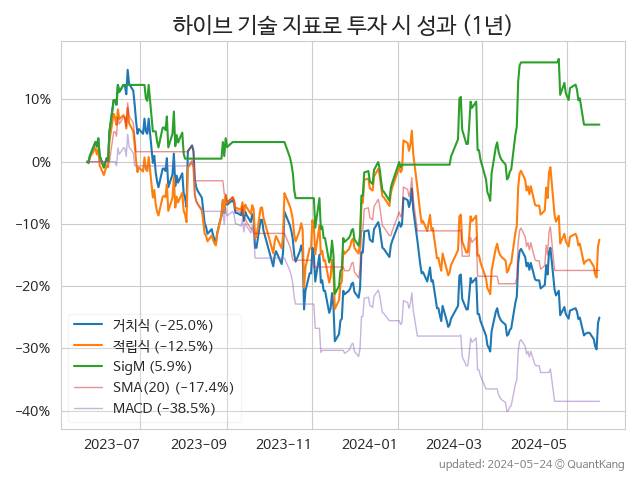 하이브 기술 지표로 투자 시 성과 (1년)
10%
0%
−10%
−20%
−30%
−40%
거치식 (−25.0%)
적립식 (−12.5%)
SigM (5.9%)
SMA(20) (−17.4%)
MACD (−38.5%)
2023−07
2023−09
2023−11
2024−01
2024−03
2024−05
updated: 2024−05−24 © QuantKang